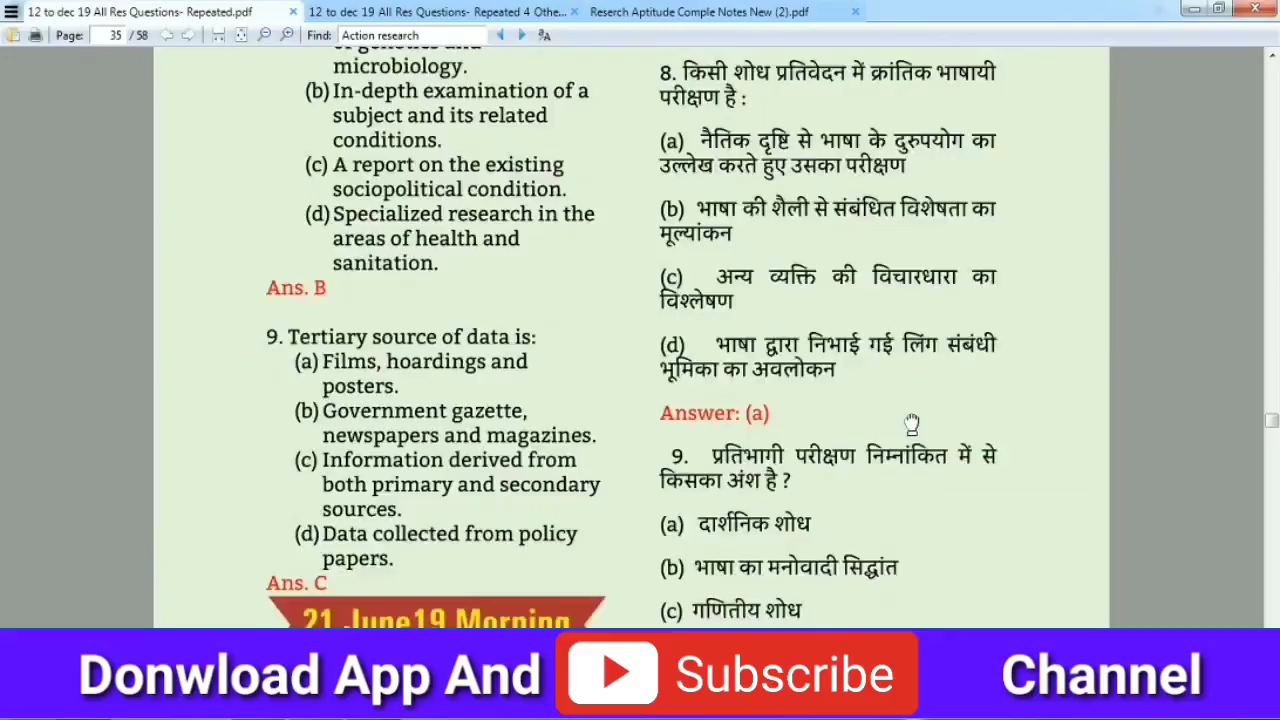 12 to dec 19 All Res Questions- Repeated.pdf
12 to dec 19 All Res Questions- Repeated 4 Othe...
Reserch Aptitude Comple Notes New (2).pdf
Page: 35 / 58 Find: Action research
microbiology.
(b) In-depth examination of a
subject and its related
conditions.
(c) A report on the existing
sociopolitical condition.
(d) Specialized research in the
areas of health and
sanitation.
Ans. B
9. Tertiary source of data is:
(a) Films, hoardings and
posters.
(b) Government gazette,
newspapers and magazines.
(c) Information derived from
both primary and secondary
sources.
(d) Data collected from policy
papers.
Ans. C
21 June19 Morning
8. किसी शोध प्रतिवेदन में क्रांतिक भाषायी
परीक्षण है :
(a) नैतिक दृष्टि से भाषा के दुरुपयोग का
उल्लेख करते हुए उसका परीक्षण
(b) भाषा की शैली से संबंधित विशेषता का
मूल्यांकन
(c) अन्य व्यक्ति की विचारधारा का
विश्लेषण
(d) भाषा द्वारा निभाई गई लिंग संबंधी
भूमिका का अवलोकन
Answer: (a)
9. प्रतिभागी परीक्षण निम्नांकित में से
किसका अंश है ?
(a) दार्शनिक शोध
(b) भाषा का मनोवादी सिद्धांत
(c) गणितीय शोध
Donwload App And Subscribe Channel